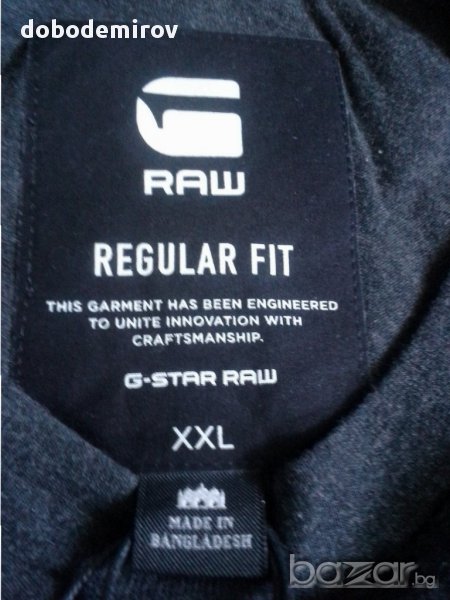 dobodemirov
RAW
REGULAR FIT
THIS GARMENT HAS BEEN ENGINEERED
TO UNITE INNOVATION WITH
CRAFTSMANSHIP.
G-STAR RAW
XXL
MADE IN
BANGLADESH
bazar.bg